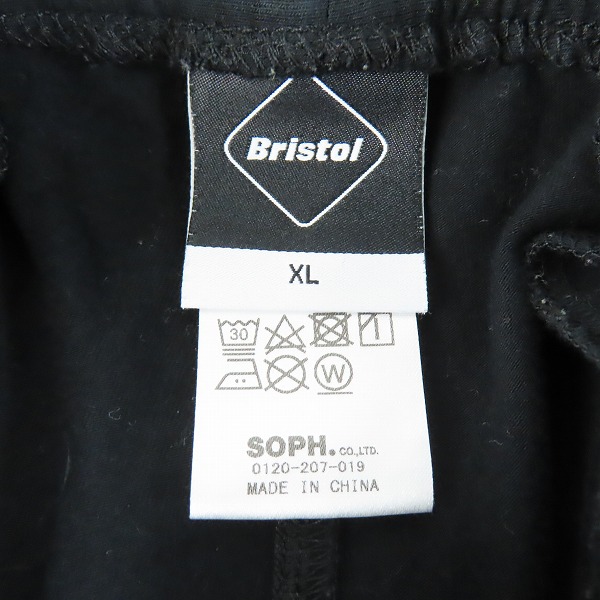 Bristol
XL
30
W
SOPH. CO.,LTD.
0120-207-019
MADE IN CHINA